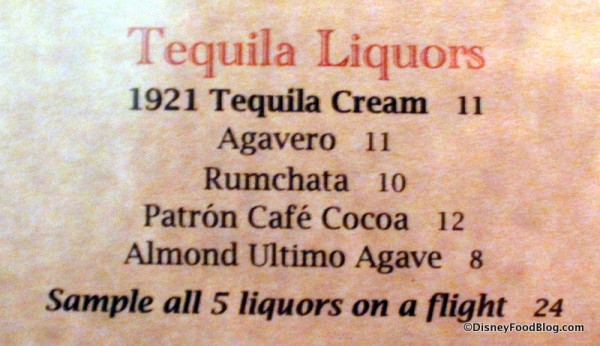 Tequila Liquors
1921 Tequila Cream 11
Agavero 11
Rumchata 10
Patrón Café Cocoa 12
Almond Ultimo Agave 8
Sample all 5 liquors on a flight 24
©DisneyFoodBlog.com